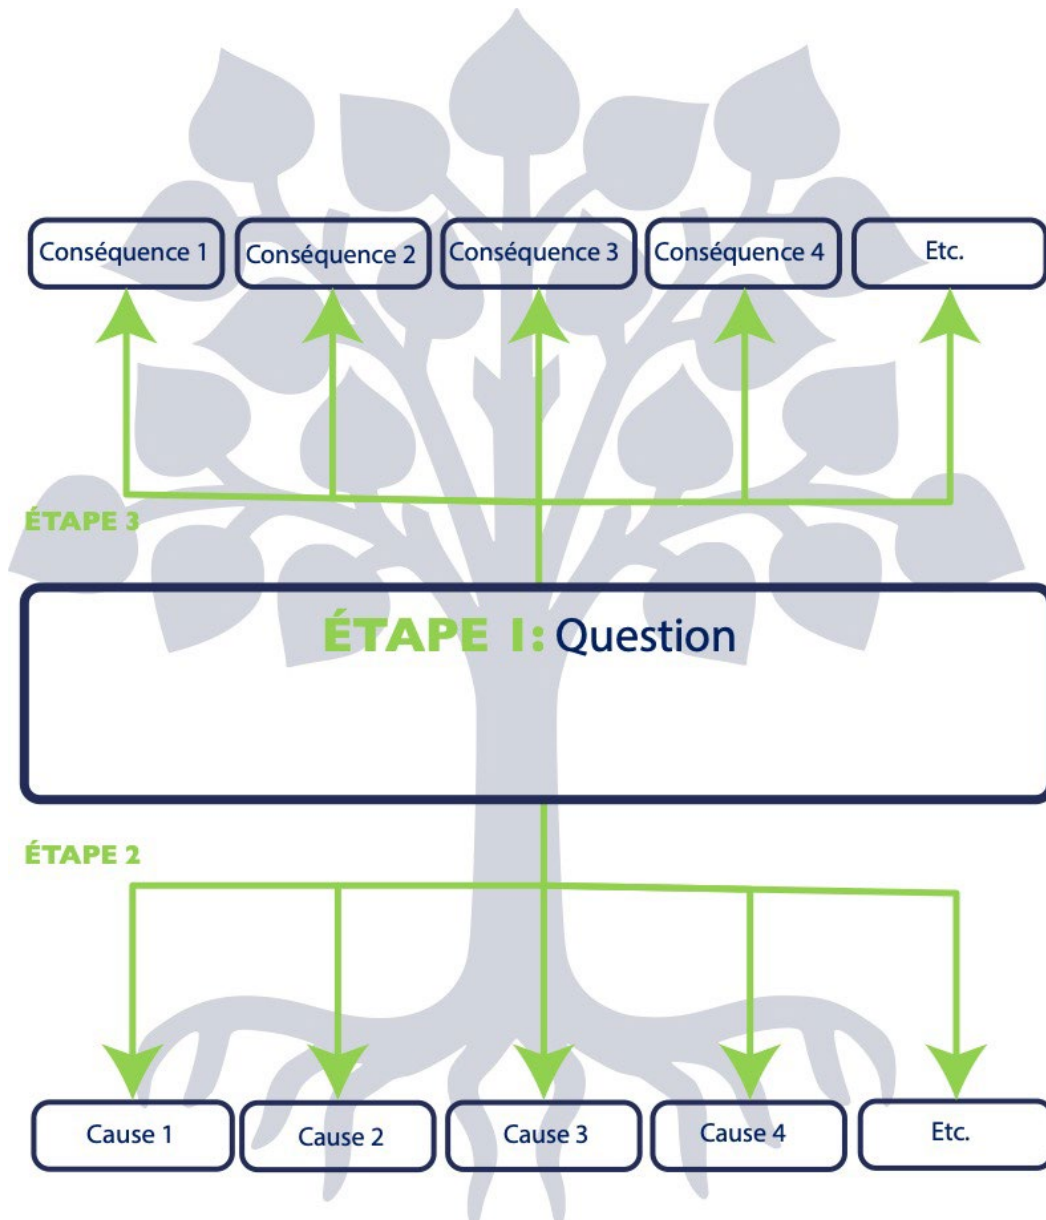 Conséquence 1
Conséquence 2
Conséquence 3
Conséquence 4
Etc.
ÉTAPE 3
ÉTAPE 1: Question
ÉTAPE 2
Cause 1
Cause 2
Cause 3
Cause 4
Etc.